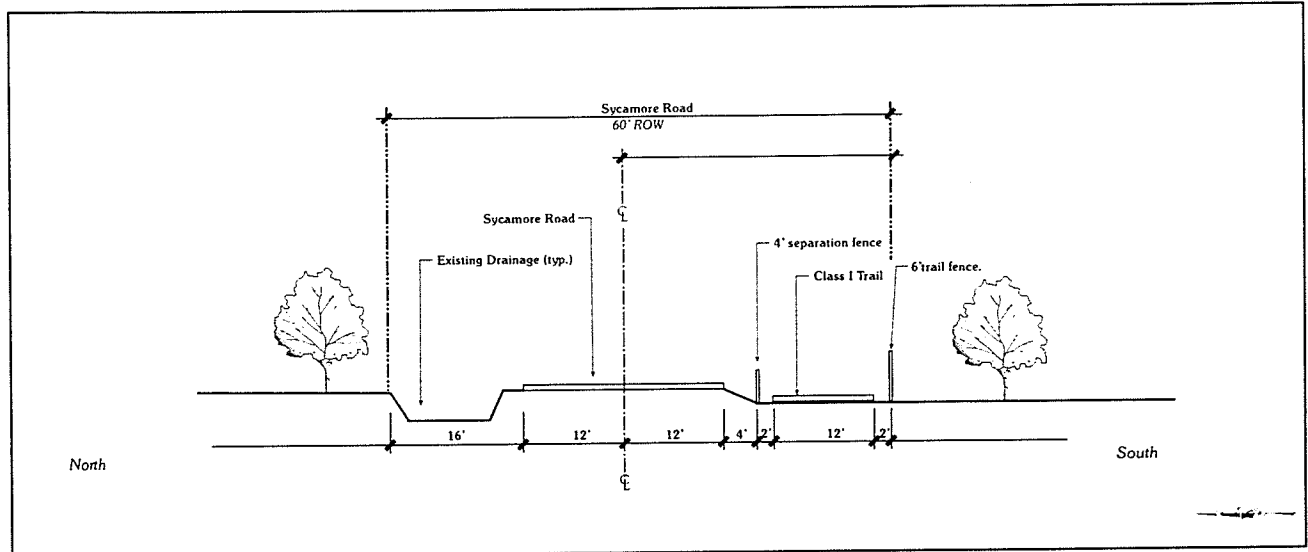 Sycamore Road
60' ROW
℄
Sycamore Road
4' separation fence
Existing Drainage (typ.)
Class I Trail
6' trail fence.
16'
12'
12'
4'
2'
12'
2'
North
South
℄